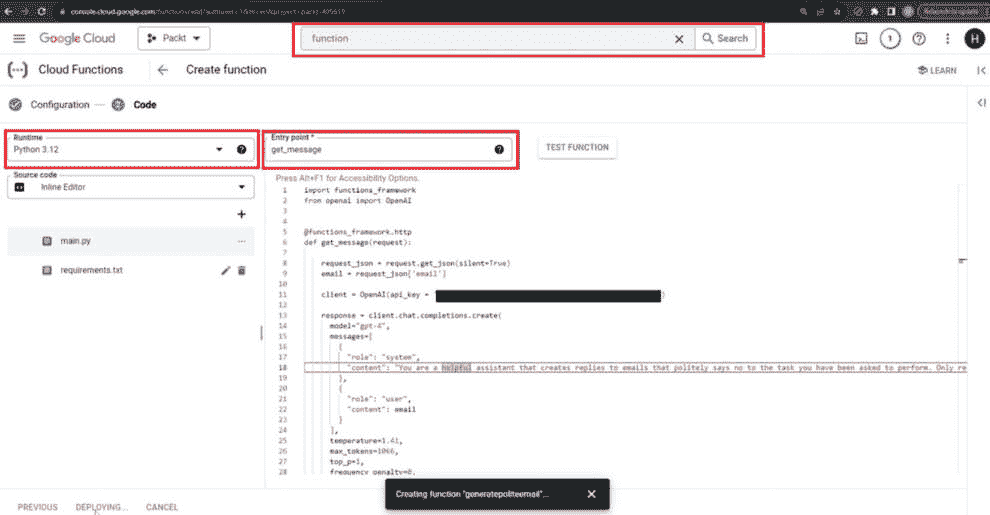 console.cloud.google.com
Google Cloud
Packt
function
Search
1
H
Cloud Functions
Create function
LEARN
Configuration
Code
Runtime
Python 3.12
Entry point *
get_message
TEST FUNCTION
Source code
Inline Editor
Press Alt+F1 for Accessibility Options.
main.py
requirements.txt
1 import functions_framework
2 from openai import OpenAI
3
4
5 @functions_framework.http
6 def get_message(request):
7
8 request_json = request.get_json(silent=True)
9 email = request_json['email']
10
11 client = OpenAI(api_key = )
12
13 response = client.chat.completions.create(
14 model="gpt-4",
15 messages=[
16 {
17 "role": "system",
18 "content": "You are a helpful assistant that creates replies to emails that politely says no to the task you have been asked to perform. Only re
19 },
20 {
21 "role": "user",
22 "content": email
23 }
24 ],
25 temperature=1.41,
26 max_tokens=1066,
27 top_p=1,
28 frequency_penalty=0,
Creating function "generatepoliteemail"...
PREVIOUS
DEPLOYING...
CANCEL